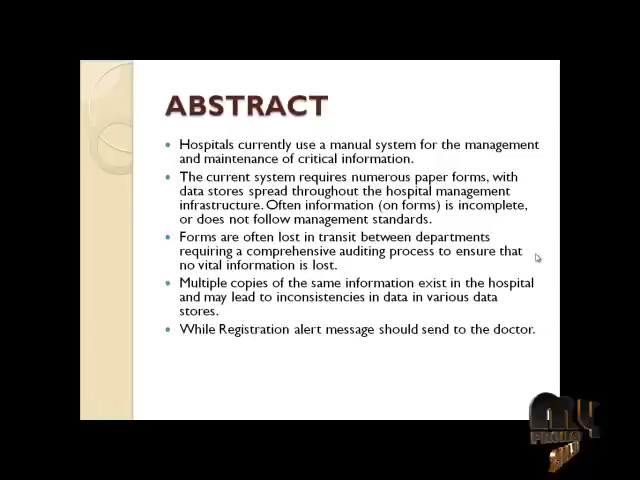 ABSTRACT
Hospitals currently use a manual system for the management
and maintenance of critical information.
The current system requires numerous paper forms, with
data stores spread throughout the hospital management
infrastructure. Often information (on forms) is incomplete,
or does not follow management standards.
Forms are often lost in transit between departments
requiring a comprehensive auditing process to ensure that
no vital information is lost.
Multiple copies of the same information exist in the hospital
and may lead to inconsistencies in data in various data
stores.
While Registration alert message should send to the doctor.
MY